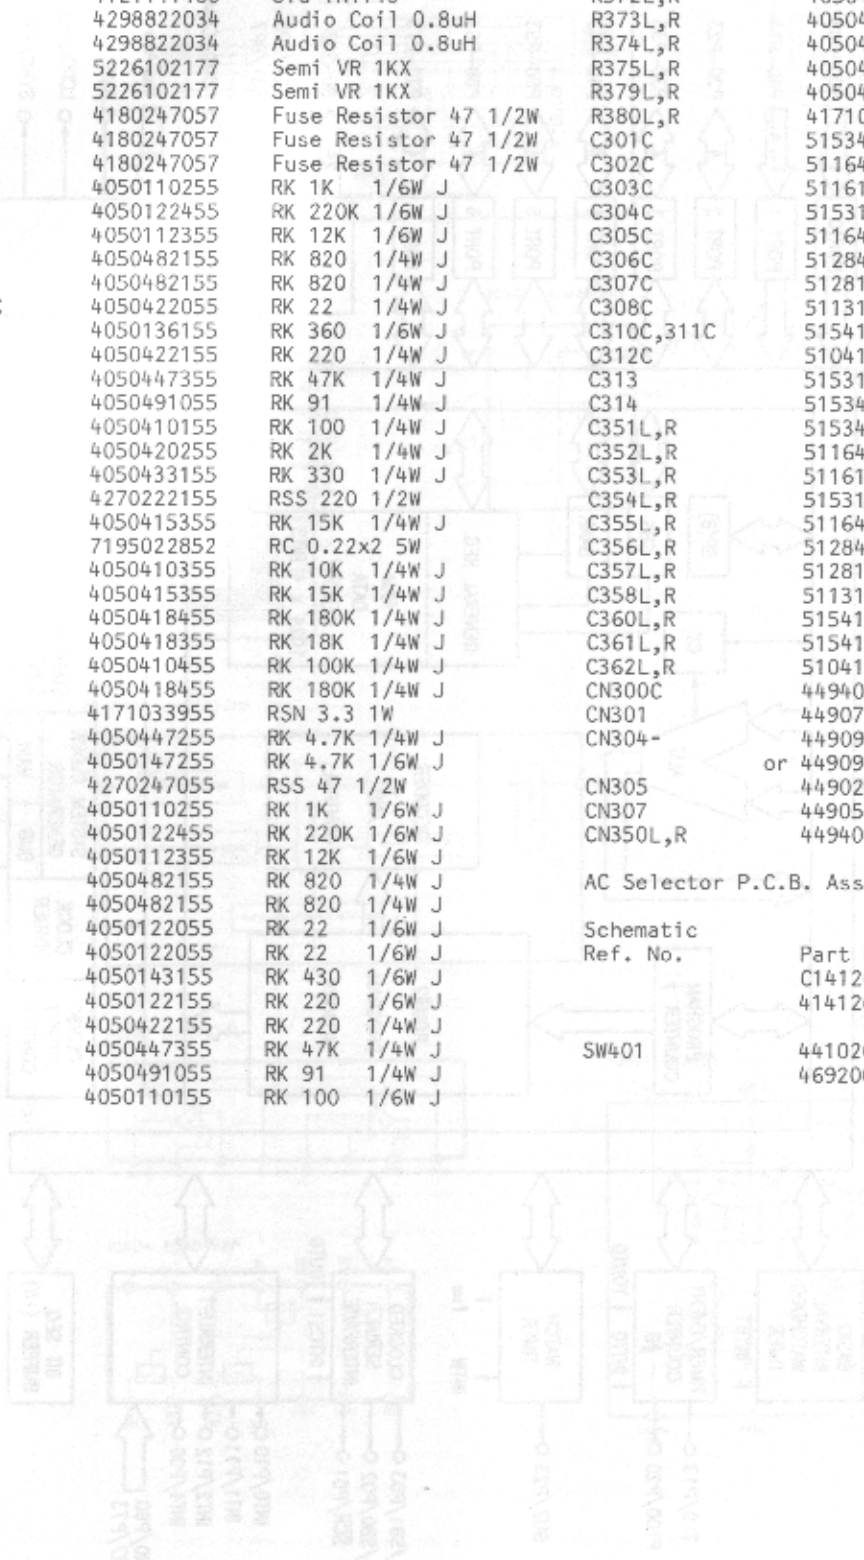 4298822034 Audio Coil 0.8uH
4298822034 Audio Coil 0.8uH
5226102177 Semi VR 1KX
5226102177 Semi VR 1KX
4180247057 Fuse Resistor 47 1/2W
4180247057 Fuse Resistor 47 1/2W
4180247057 Fuse Resistor 47 1/2W
4050110255 RK 1K 1/6W J
4050122455 RK 220K 1/6W J
4050112355 RK 12K 1/6W J
4050482155 RK 820 1/4W J
4050482155 RK 820 1/4W J
4050422055 RK 22 1/4W J
4050136155 RK 360 1/6W J
4050422155 RK 220 1/4W J
4050447355 RK 47K 1/4W J
4050491055 RK 91 1/4W J
4050410155 RK 100 1/4W J
4050420255 RK 2K 1/4W J
4050433155 RK 330 1/4W J
4270222155 RSS 220 1/2W
4050415355 RK 15K 1/4W J
7195022852 RC 0.22x2 5W
4050410355 RK 10K 1/4W J
4050415355 RK 15K 1/4W J
4050418455 RK 180K 1/4W J
4050418355 RK 18K 1/4W J
4050410455 RK 100K 1/4W J
4050418455 RK 180K 1/4W J
4171033955 RSN 3.3 1W
4050447255 RK 4.7K 1/4W J
4050147255 RK 4.7K 1/6W J
4270247055 RSS 47 1/2W
4050110255 RK 1K 1/6W J
4050122455 RK 220K 1/6W J
4050112355 RK 12K 1/6W J
4050482155 RK 820 1/4W J
4050482155 RK 820 1/4W J
4050122055 RK 22 1/6W J
4050122055 RK 22 1/6W J
4050143155 RK 430 1/6W J
4050122155 RK 220 1/6W J
4050422155 RK 220 1/4W J
4050447355 RK 47K 1/4W J
4050491055 RK 91 1/4W J
4050110155 RK 100 1/6W J
R373L,R 40504
R374L,R 40504
R375L,R 40504
R379L,R 40504
R380L,R 41710
C301C 51534
C302C 51164
C303C 51161
C304C 51531
C305C 51164
C306C 51284
C307C 51281
C308C 51131
C310C,311C 51541
C312C 51041
C313 51531
C314 51534
C351L,R 51534
C352L,R 51164
C353L,R 51161
C354L,R 51531
C355L,R 51164
C356L,R 51284
C357L,R 51281
C358L,R 51131
C360L,R 51541
C361L,R 51541
C362L,R 51041
CN300C 44940
CN301 44907
CN304- 44909
or 44909
CN305 44902
CN307 44905
CN350L,R 44940
AC Selector P.C.B. Ass
Schematic
Ref. No. Part
C1412
41412
SW401 44102
46920